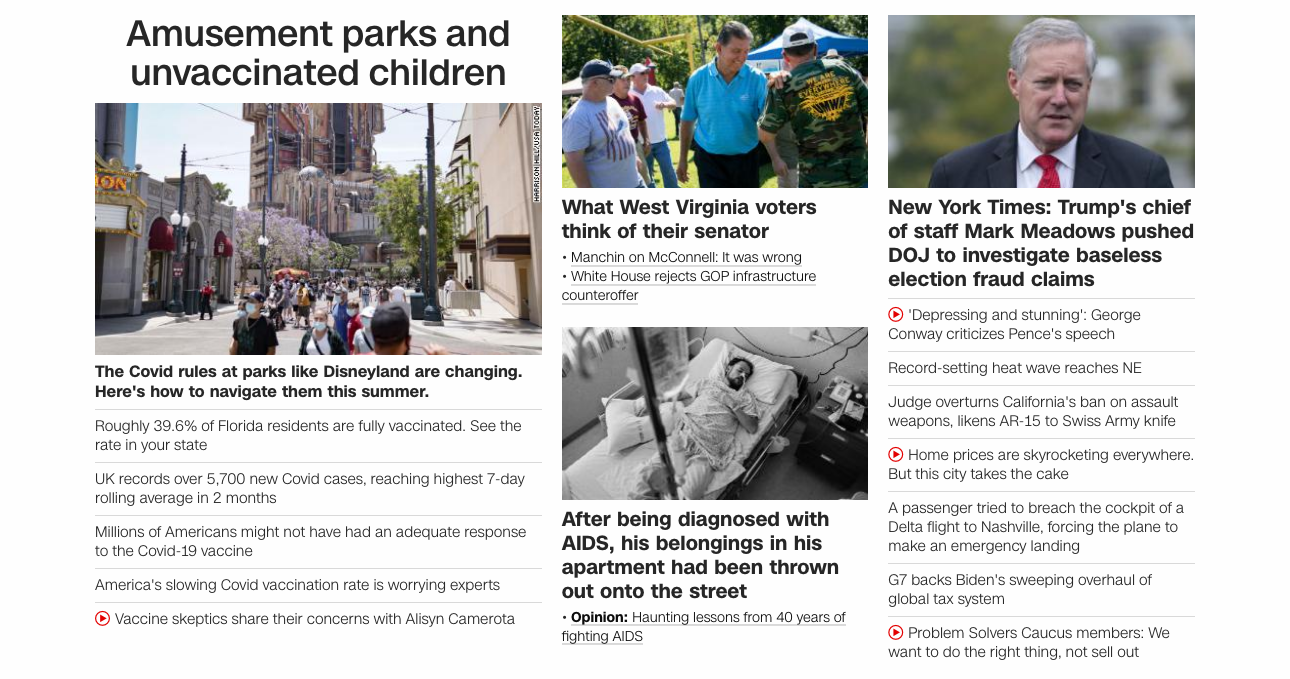 Amusement parks and
unvaccinated children
HARRISON HILL/USA TODAY
ION
The Covid rules at parks like Disneyland are changing.
Here's how to navigate them this summer.
Roughly 39.6% of Florida residents are fully vaccinated. See the
rate in your state
UK records over 5,700 new Covid cases, reaching highest 7-day
rolling average in 2 months
Millions of Americans might not have had an adequate response
to the Covid-19 vaccine
America's slowing Covid vaccination rate is worrying experts
Vaccine skeptics share their concerns with Alisyn Camerota
WE ARE
EVERYWHERE
UMWA
What West Virginia voters
think of their senator
• Manchin on McConnell: It was wrong
• White House rejects GOP infrastructure
counteroffer
After being diagnosed with
AIDS, his belongings in his
apartment had been thrown
out onto the street
• Opinion: Haunting lessons from 40 years of
fighting AIDS
New York Times: Trump's chief
of staff Mark Meadows pushed
DOJ to investigate baseless
election fraud claims
'Depressing and stunning': George
Conway criticizes Pence's speech
Record-setting heat wave reaches NE
Judge overturns California's ban on assault
weapons, likens AR-15 to Swiss Army knife
Home prices are skyrocketing everywhere.
But this city takes the cake
A passenger tried to breach the cockpit of a
Delta flight to Nashville, forcing the plane to
make an emergency landing
G7 backs Biden's sweeping overhaul of
global tax system
Problem Solvers Caucus members: We
want to do the right thing, not sell out